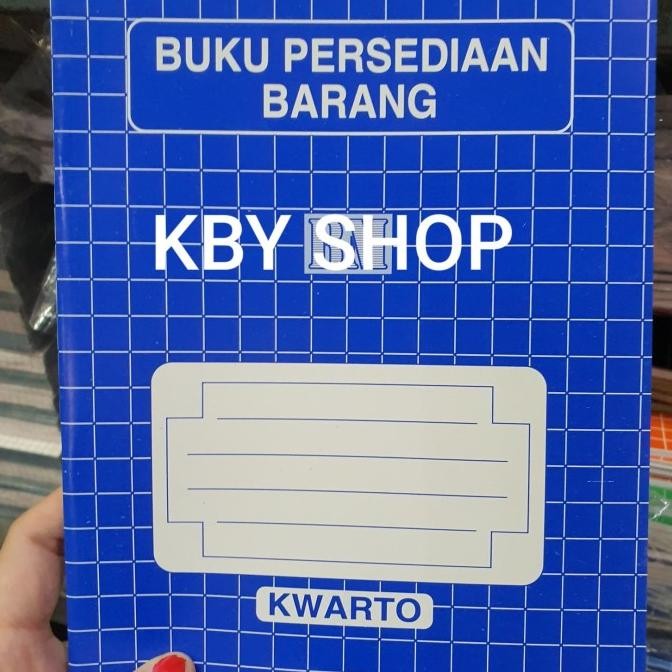 BUKU PERSEDIAAN
BARANG
KBY SHOP
KWARTO